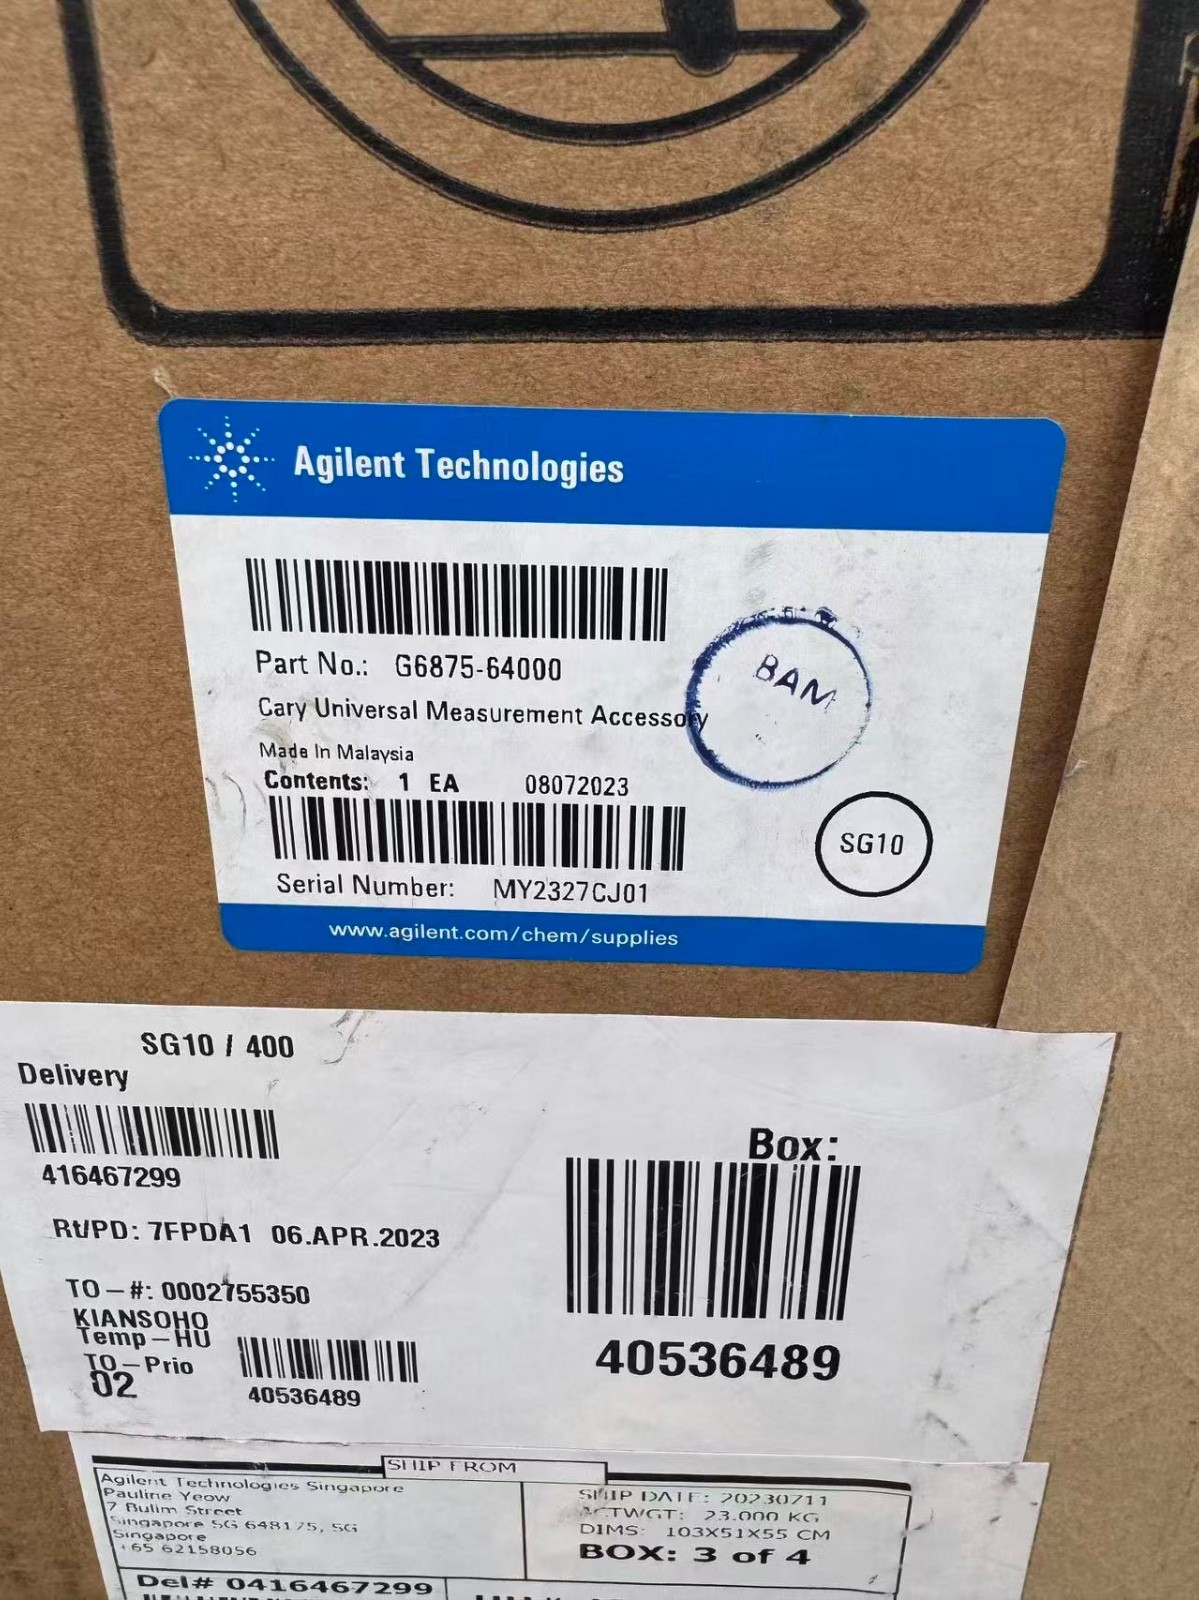 Agilent Technologies
Part No.: G6875-64000
Cary Universal Measurement Accessory
Made In Malaysia
Contents: 1 EA 08072023
BAM
SG10
Serial Number: MY2327CJ01
www.agilent.com/chem/supplies
SG10 / 400
Delivery
416467299
Rt/PD: 7FPDA1 06.APR.2023
TO-#: 0002755350
KIANSOHO
Temp-HU
TO-Prio
02
40536489
Box:
40536489
SHIP FROM
Agilent Technologies Singapore
Pauline Yeow
7 Bulim Street
Singapore SG 648175, SG
Singapore
+65 62158056
SHIP DATE: 20230711
ACTWGT: 23.000 KG
DIMS: 103X51X55 CM
BOX: 3 of 4
Del# 0416467299